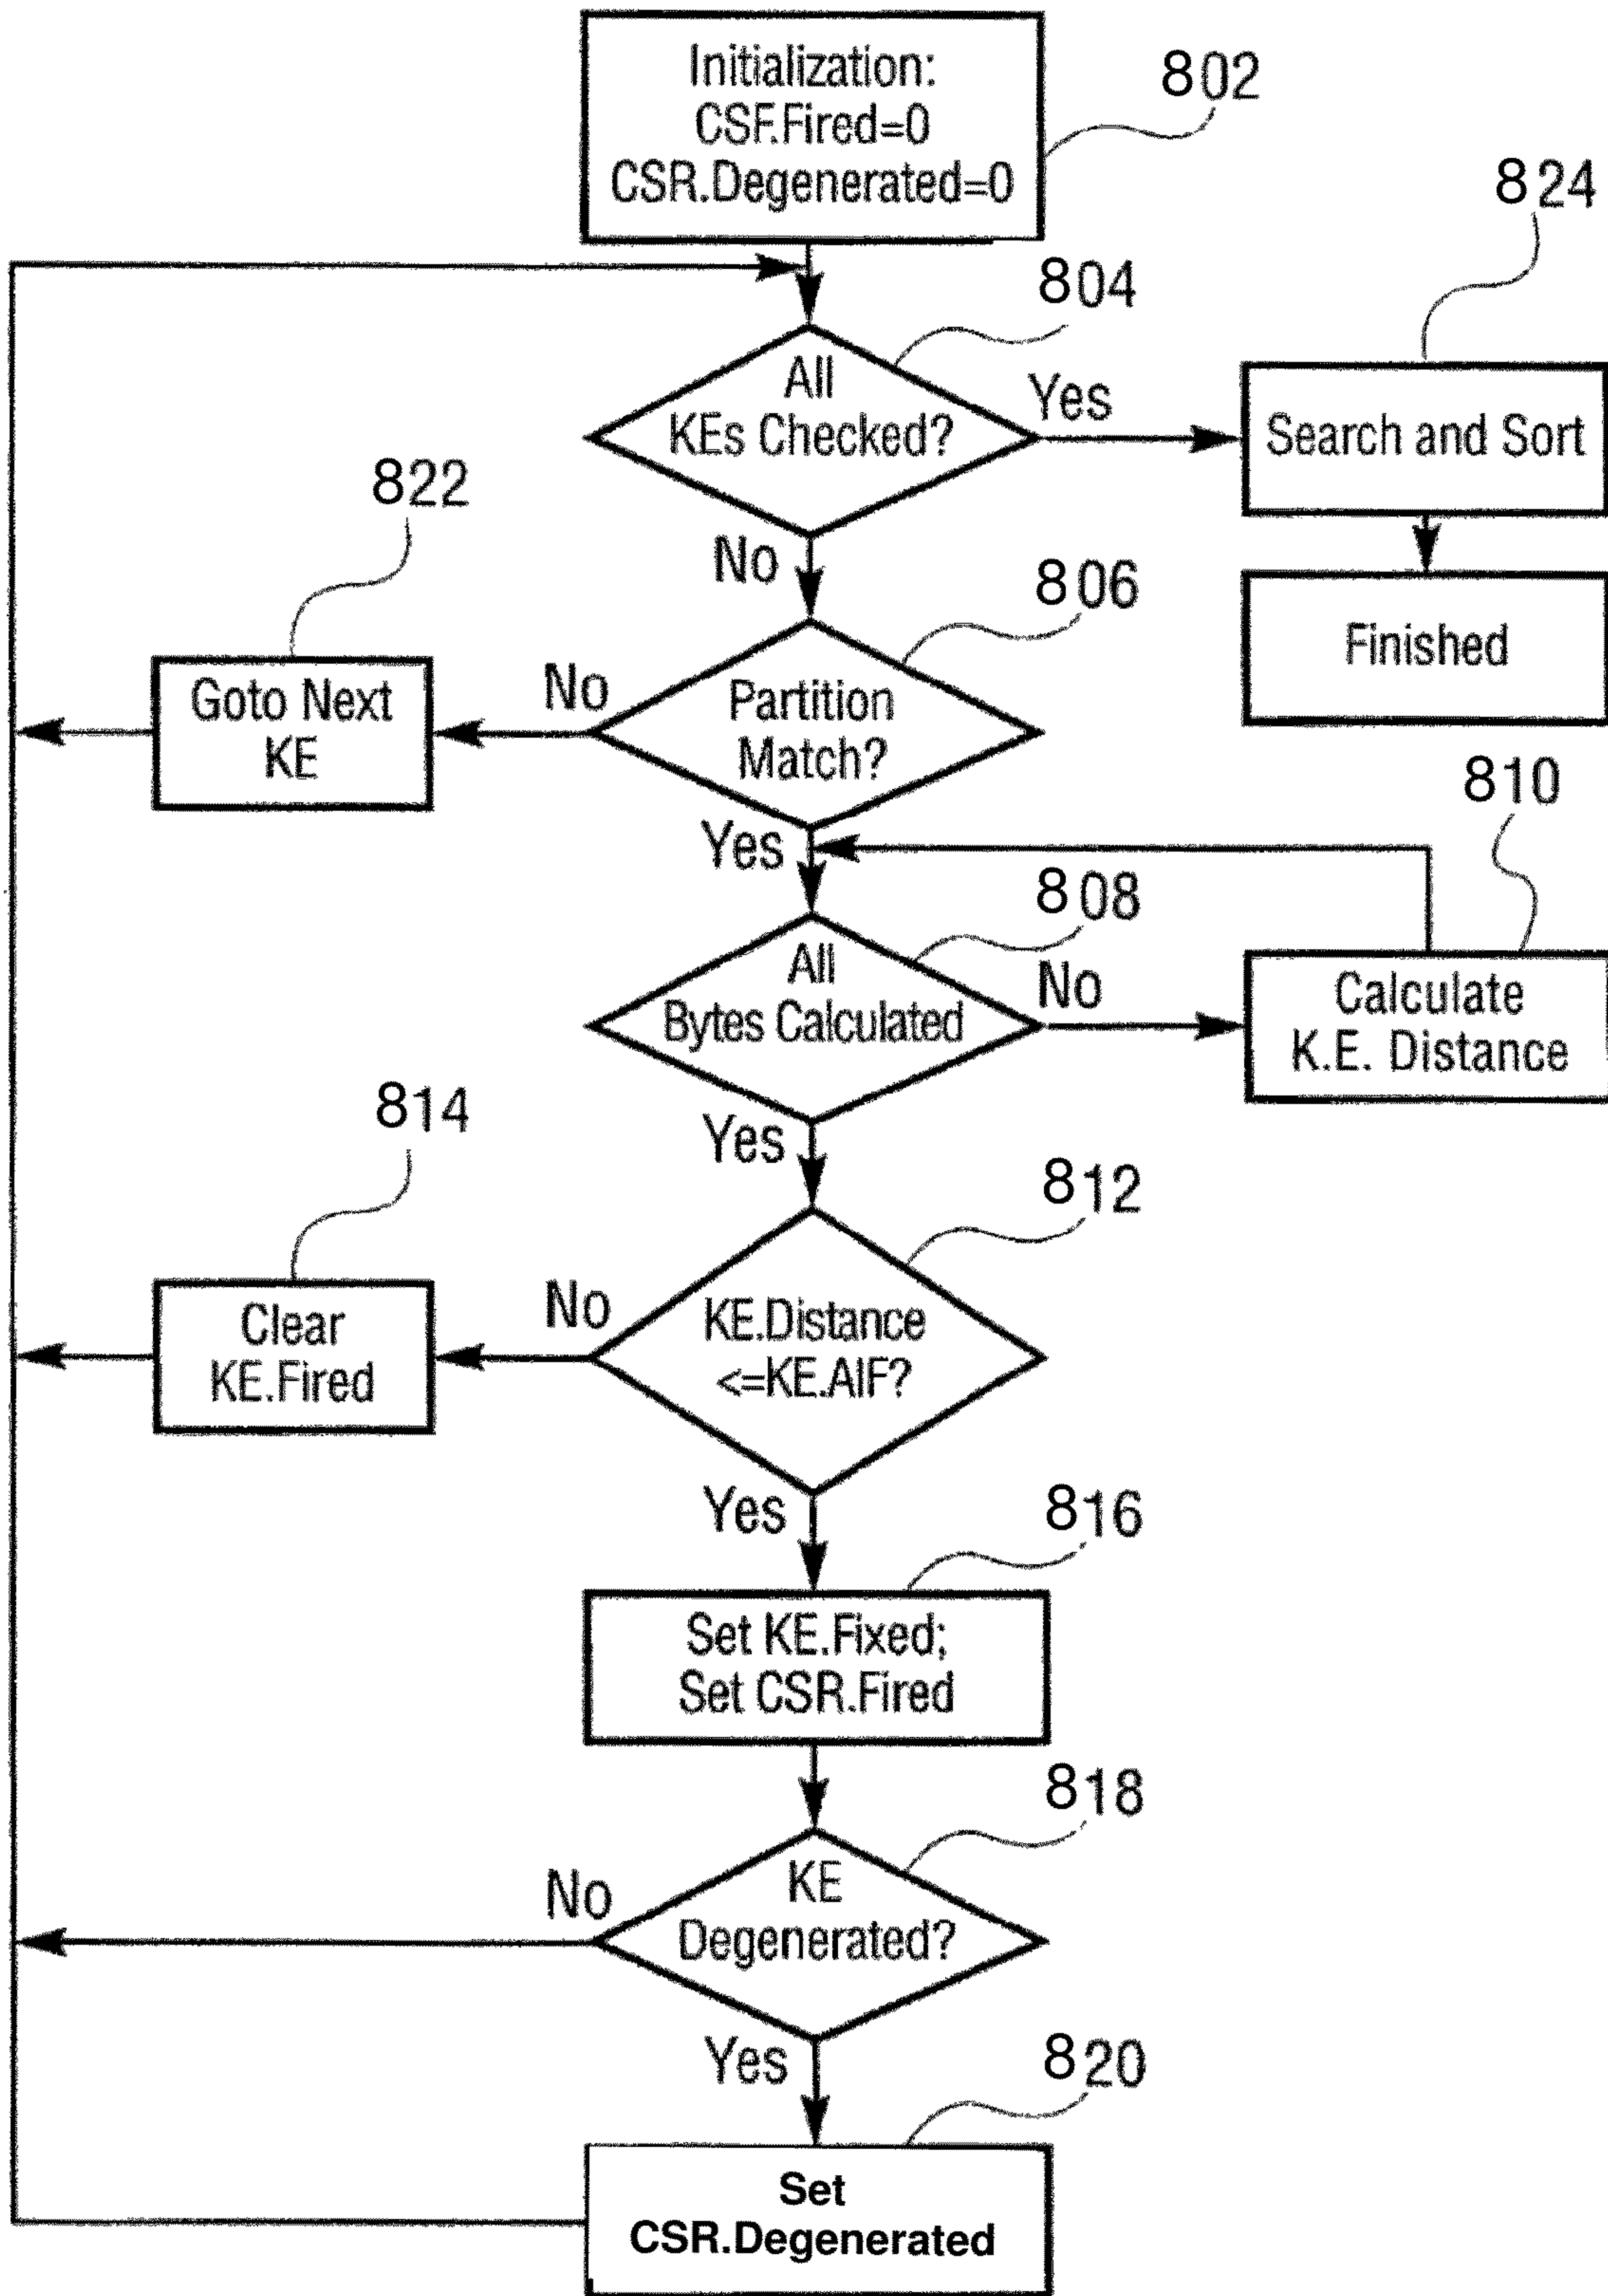 Initialization:
CSF.Fired=0
CSR.Degenerated=0
802
824
804
All
KEs Checked?
Yes
Search and Sort
822
No
806
Finished
Goto Next
KE
No
Partition
Match?
810
Yes
808
All
Bytes Calculated
No
Calculate
K.E. Distance
814
Yes
812
Clear
KE.Fired
No
KE.Distance
<=KE.AIF?
Yes
816
Set KE.Fixed;
Set CSR.Fired
818
No
KE
Degenerated?
Yes
820
Set
CSR.Degenerated